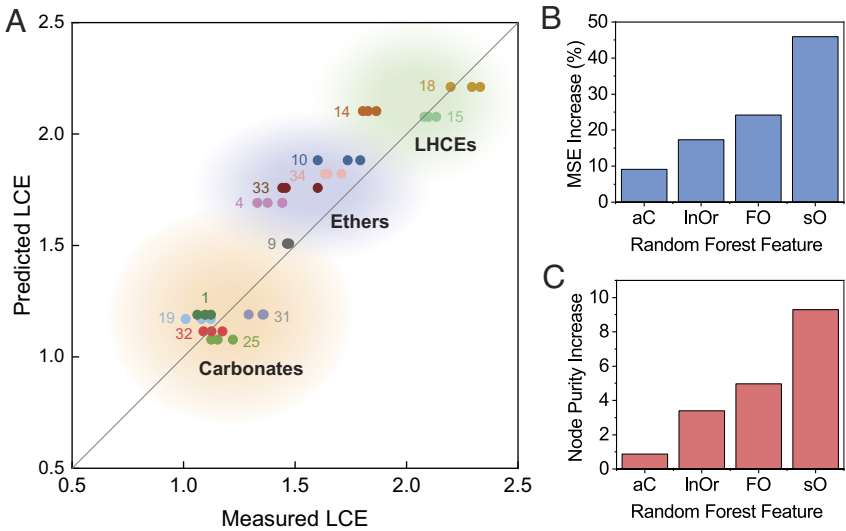 A
Predicted LCE
2.5
2.0
1.5
1.0
0.5
0.5
1.0
1.5
2.0
2.5
Measured LCE
18
14
15
LHCEs
10
34
33
4
Ethers
9
1
19
31
32
25
Carbonates
B
MSE Increase (%)
50
40
30
20
10
0
aC
InOr
FO
sO
Random Forest Feature
C
Node Purity Increase
10
8
6
4
2
0
aC
InOr
FO
sO
Random Forest Feature